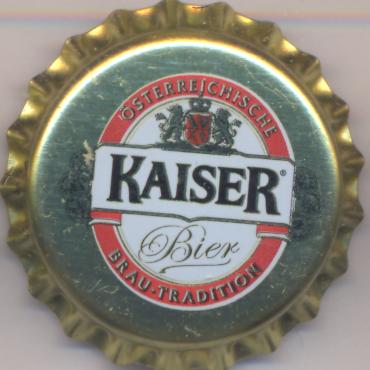 ÖSTERREICHISCHE
KAISER®
Bier
BRAU-TRADITION